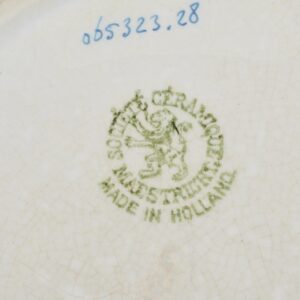 065323.28
SOCIÉTÉ CÉRAMIQUE
MAESTRICHT.
MADE IN HOLLAND.